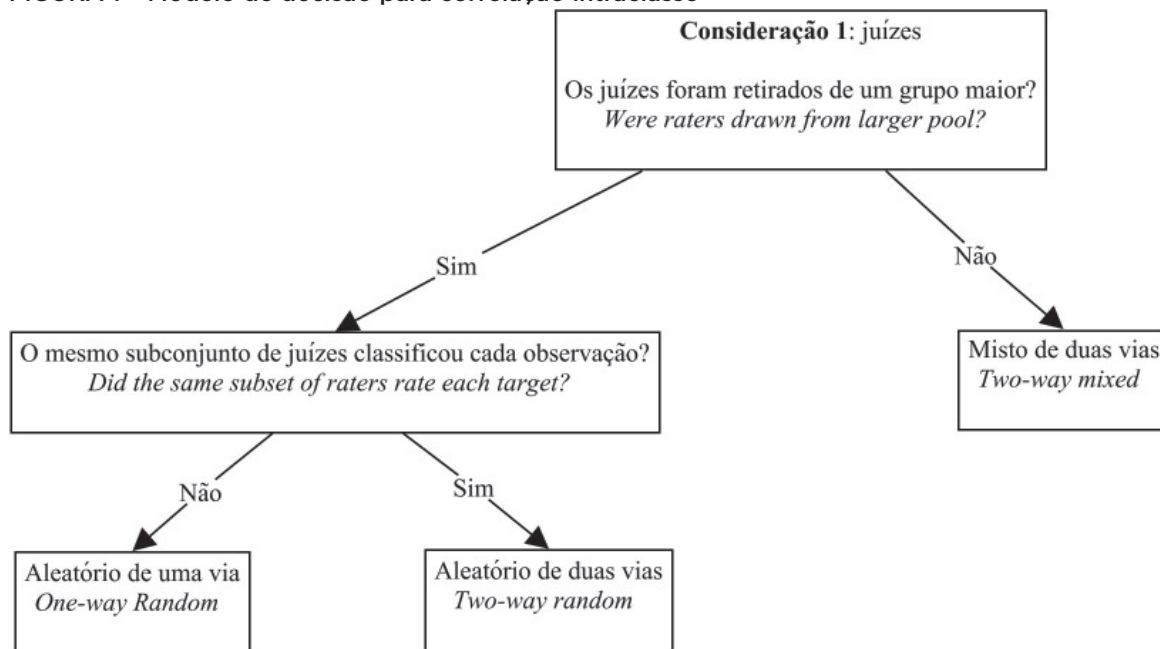 Consideração 1: juízes
Os juízes foram retirados de um grupo maior?
Were raters drawn from larger pool?
Sim
Não
O mesmo subconjunto de juízes classificou cada observação?
Did the same subset of raters rate each target?
Misto de duas vias
Two-way mixed
Não
Sim
Aleatório de uma via
One-way Random
Aleatório de duas vias
Two-way random